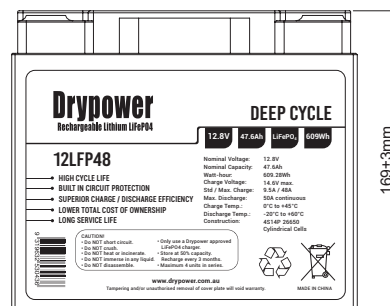 Drypower
Rechargeable Lithium LiFePO4
DEEP CYCLE
12.8V 47.6Ah LiFePO₄ 609Wh
12LFP48
HIGH CYCLE LIFE
BUILT IN CIRCUIT PROTECTION
SUPERIOR CHARGE / DISCHARGE EFFICIENCY
LOWER TOTAL COST OF OWNERSHIP
LONG SERVICE LIFE
Nominal Voltage: 12.8V
Nominal Capacity: 47.6Ah
Watt-hour: 609.28Wh
Charge Voltage: 14.6V max.
Std / Max. Charge: 9.5A / 48A
Max. Discharge: 50A continuous
Charge Temp.: 0°C to +45°C
Discharge Temp.: -20°C to +60°C
Construction: 4S14P 26650
Cylindrical Cells
CAUTION!
• Do NOT short circuit.
• Do NOT crush.
• Do NOT heat or incinerate.
• Do NOT immerse in any liquid.
• Do NOT disassemble.
• Only use a Drypower approved
LiFePO4 charger.
• Store at 50% capacity.
Recharge every 3 months.
• Maximum 4 units in series.
www.drypower.com.au
Tampering and/or unauthorised removal of cover plate will void warranty.
MADE IN CHINA
169±3mm